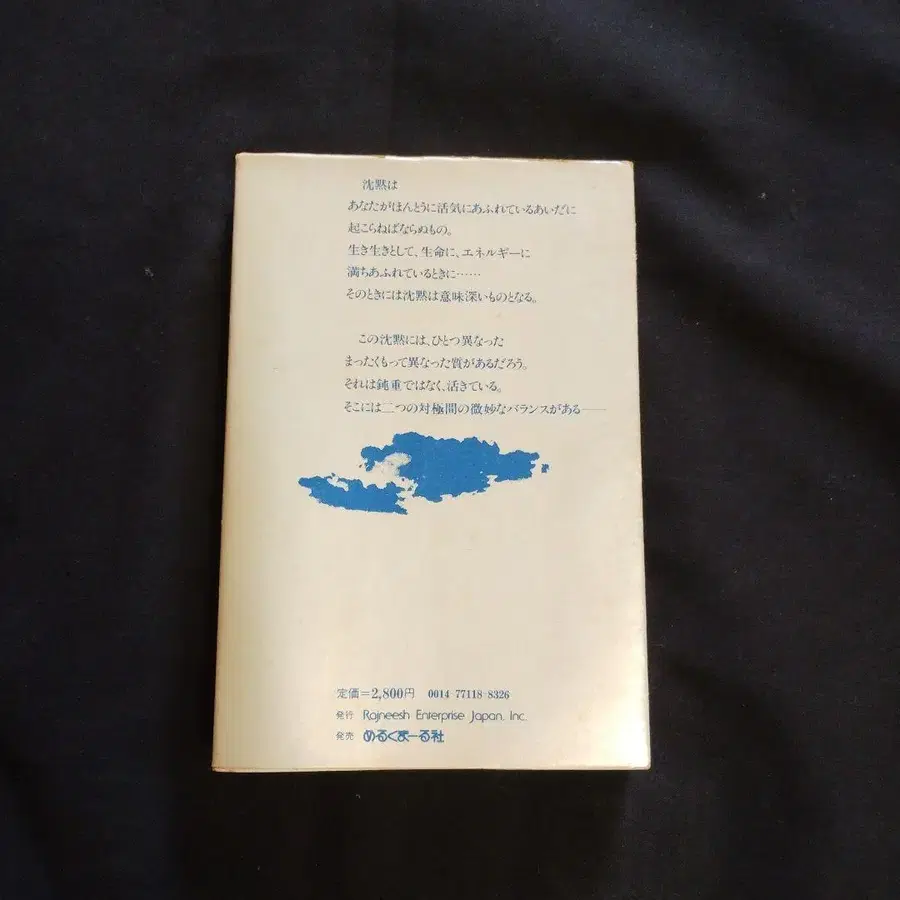 沈黙は
あなたがほんとうに活気にあふれているあいだに
起こらねばならぬもの。
生き生きとして、生命に、エネルギーに
満ちあふれているときに……
そのときには沈黙は意味深いものとなる。
この沈黙には、ひとつ異なった
まったくもって異なった質があるだろう。
それは鈍重ではなく、活きている。
そこには二つの対極間の微妙なバランスがある——
定価=2,800円 0014-77118-8326
発行 Rajneesh Enterprise Japan, Inc.
発売 めるくまーる社